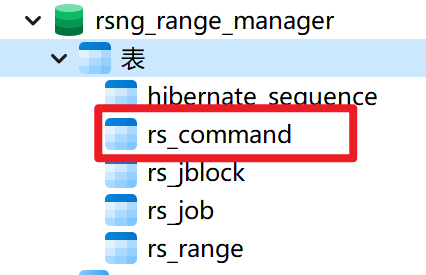 rsng_range_manager
表
hibernate_sequence
rs_command
rs_jblock
rs_job
rs_range